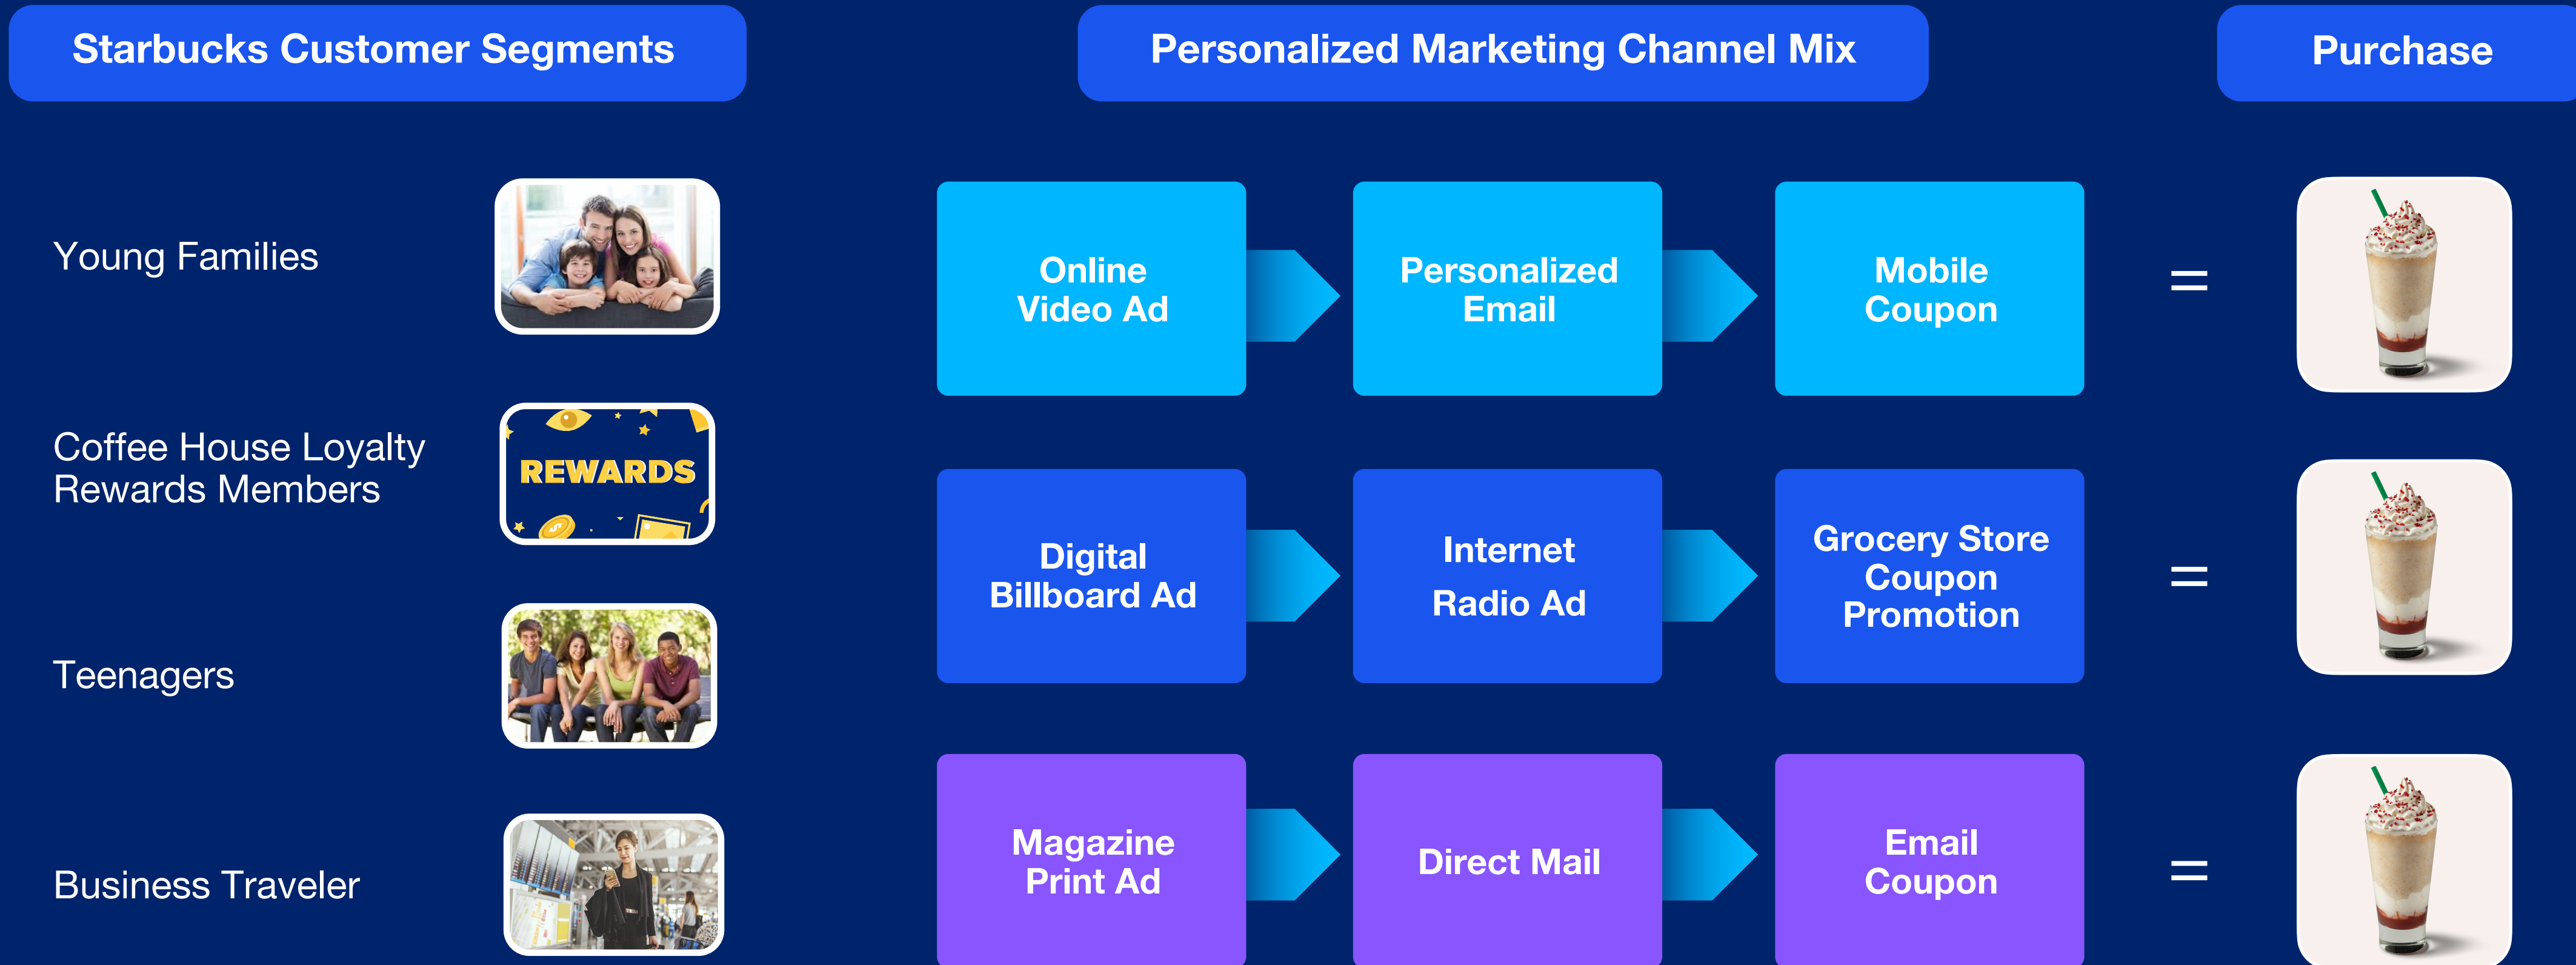 Starbucks Customer Segments
Personalized Marketing Channel Mix
Purchase
Young Families
Online
Video Ad
Personalized
Email
Mobile
Coupon
=
Coffee House Loyalty
Rewards Members
REWARDS
Digital
Billboard Ad
Internet
Radio Ad
Grocery Store
Coupon
Promotion
=
Teenagers
Business Traveler
Magazine
Print Ad
Direct Mail
Email
Coupon
=